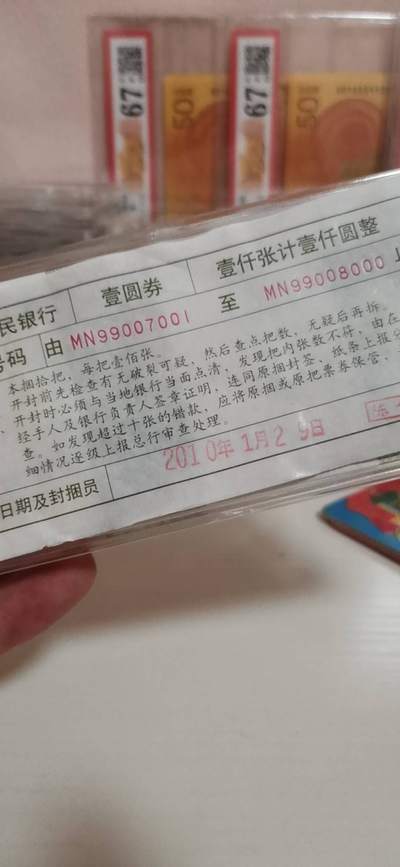 67
67
50
50
民银行 壹圆券 壹仟张计壹仟圆整
号码 由 MN99007001 至 MN99008000 止
本捆拾把，每把壹佰张。
开封前先检查有无破裂可疑，然后查点把数，无疑后再拆。
开封时必须与当地银行当面点清，发现把内张数不符，由在
经手人及银行负责人签章证明，连同原捆封签、纸条上报
查。如发现超过十张的错款，应将原捆或原把票券保管，
细情况逐级上报总行审查处理。
2010年1月29日
日期及封捆员